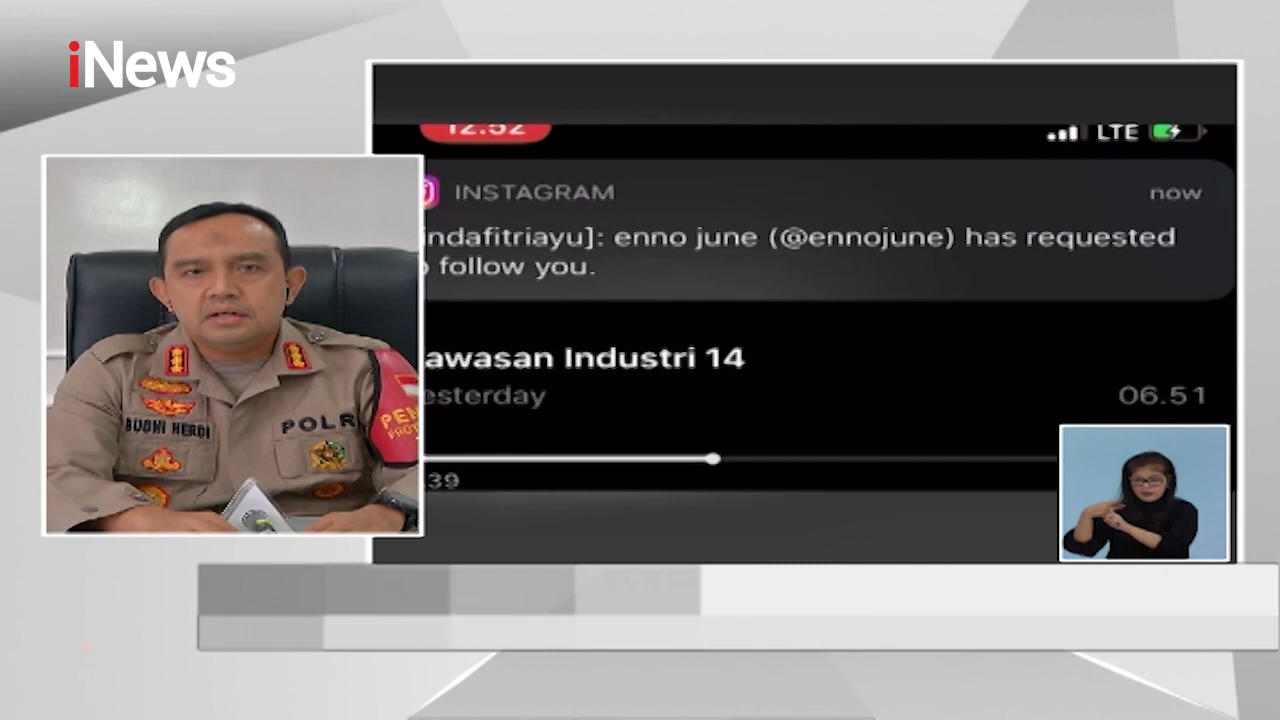 iNews
12.52
LTE
INSTAGRAM
now
indafitriayu]: enno june (@ennojune) has requested
follow you.
awasan Industri 14
esterday
06.51
39
BUDHI HERDI
POLR